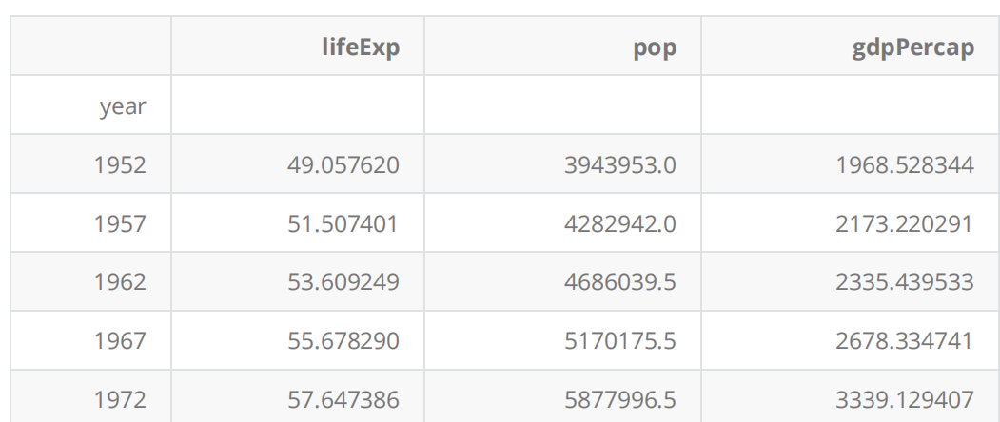 lifeExp pop gdpPercap
year
1952 49.057620 3943953.0 1968.528344
1957 51.507401 4282942.0 2173.220291
1962 53.609249 4686039.5 2335.439533
1967 55.678290 5170175.5 2678.334741
1972 57.647386 5877996.5 3339.129407